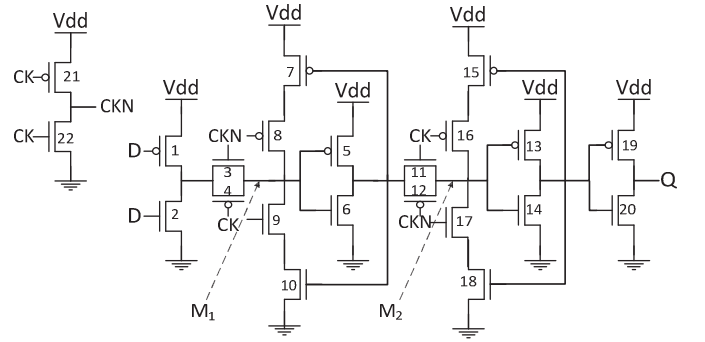 Vdd
Vdd
Vdd
CK 21
CKN
CK 22
Vdd
D 1
D 2
3
4
CK
7
CKN 8
9
10
Vdd
5
6
M1
15
CK 16
11
12
CKN 17
18
Vdd
13
14
Vdd
19
20
Q
M2